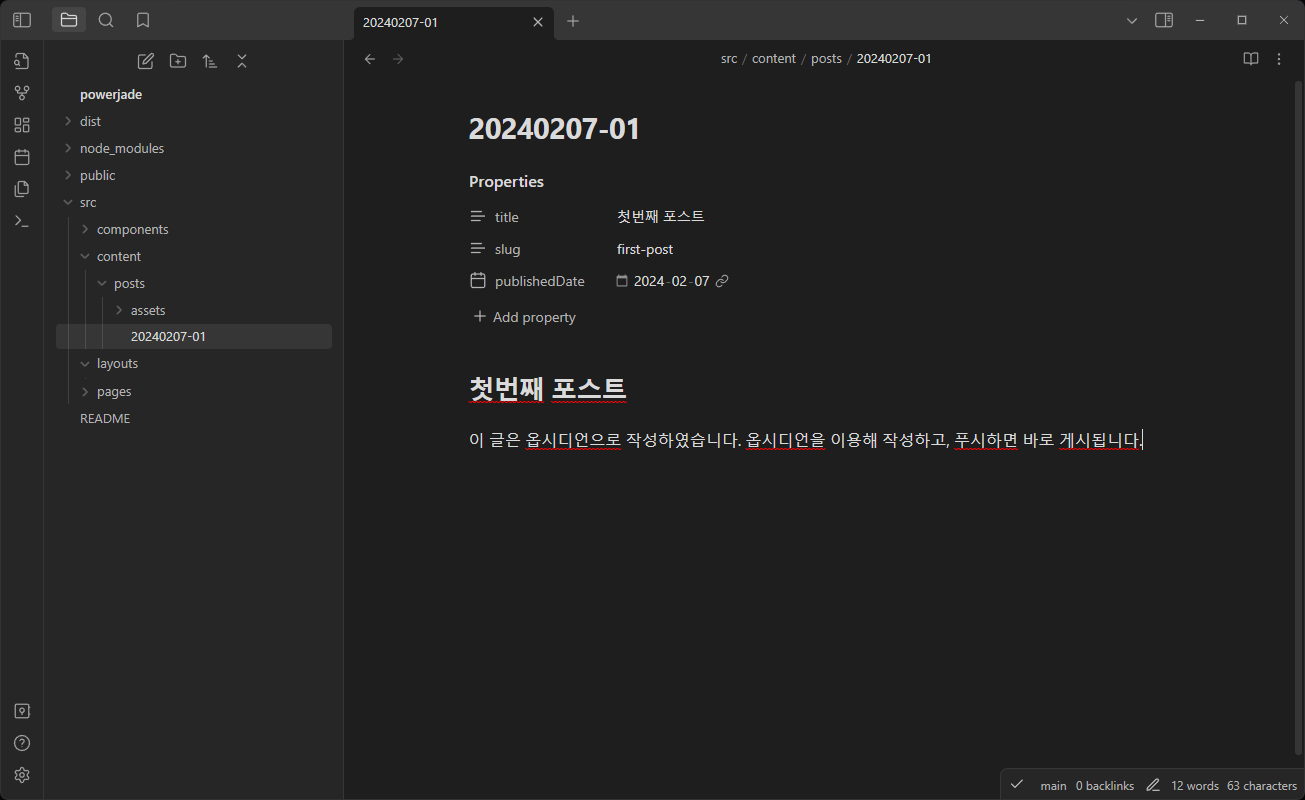 20240207-01
src / content / posts / 20240207-01
powerjade
dist
node_modules
public
src
components
content
posts
assets
20240207-01
layouts
pages
README
20240207-01
Properties
title 첫번째 포스트
slug first-post
publishedDate 2024-02-07
Add property
첫번째 포스트
이 글은 옵시디언으로 작성하였습니다. 옵시디언을 이용해 작성하고, 푸시하면 바로 게시됩니다.
main 0 backlinks 12 words 63 characters